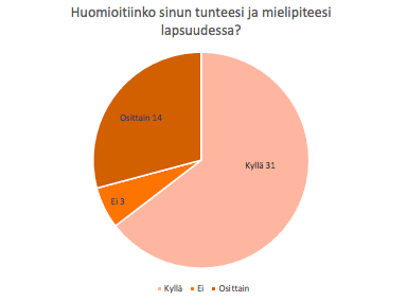 Huomioitiinko sinun tunteesi ja mielipiteesi
lapsuudessa?
Osittain 14
Kyllä 31
Ei 3
Kyllä Ei Osittain